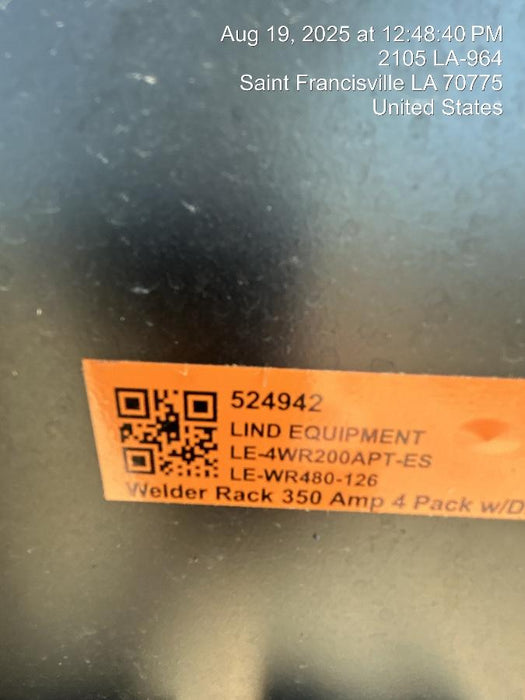 Aug 19, 2025 at 12:48:40 PM
2105 LA-964
Saint Francisville LA 70775
United States
524942
LIND EQUIPMENT
LE-4WR200APT-ES
LE-WR480-126
Welder Rack 350 Amp 4 Pack w/D